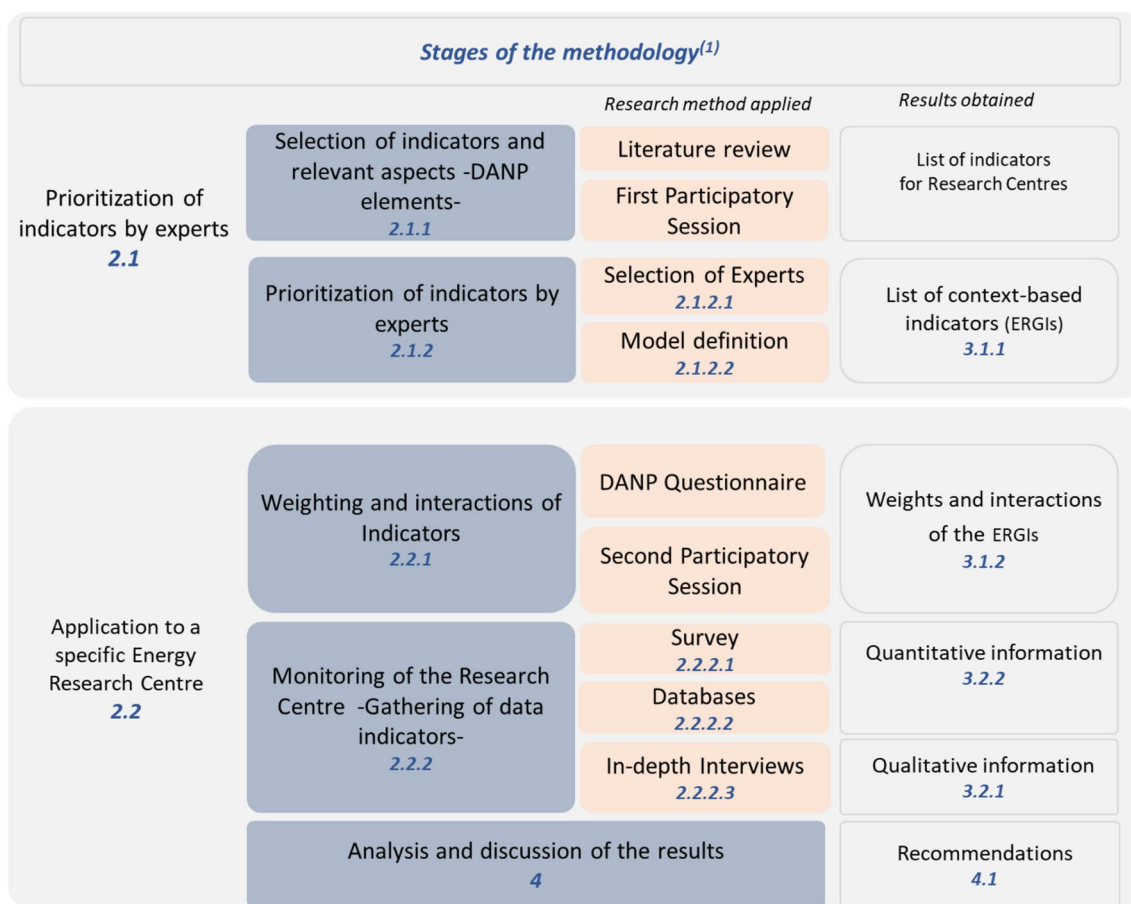 Stages of the methodology(1)
Research method applied
Results obtained
Prioritization of
indicators by experts
2.1
Selection of indicators and
relevant aspects -DANP
elements-
2.1.1
Literature review
First Participatory
Session
List of indicators
for Research Centres
Prioritization of indicators by
experts
2.1.2
Selection of Experts
2.1.2.1
Model definition
2.1.2.2
List of context-based
indicators (ERGIs)
3.1.1
Application to a
specific Energy
Research Centre
2.2
Weighting and interactions of
Indicators
2.2.1
DANP Questionnaire
Second Participatory
Session
Weights and interactions
of the ERGIs
3.1.2
Monitoring of the Research
Centre -Gathering of data
indicators-
2.2.2
Survey
2.2.2.1
Databases
2.2.2.2
In-depth Interviews
2.2.2.3
Quantitative information
3.2.2
Qualitative information
3.2.1
Analysis and discussion of the results
4
Recommendations
4.1